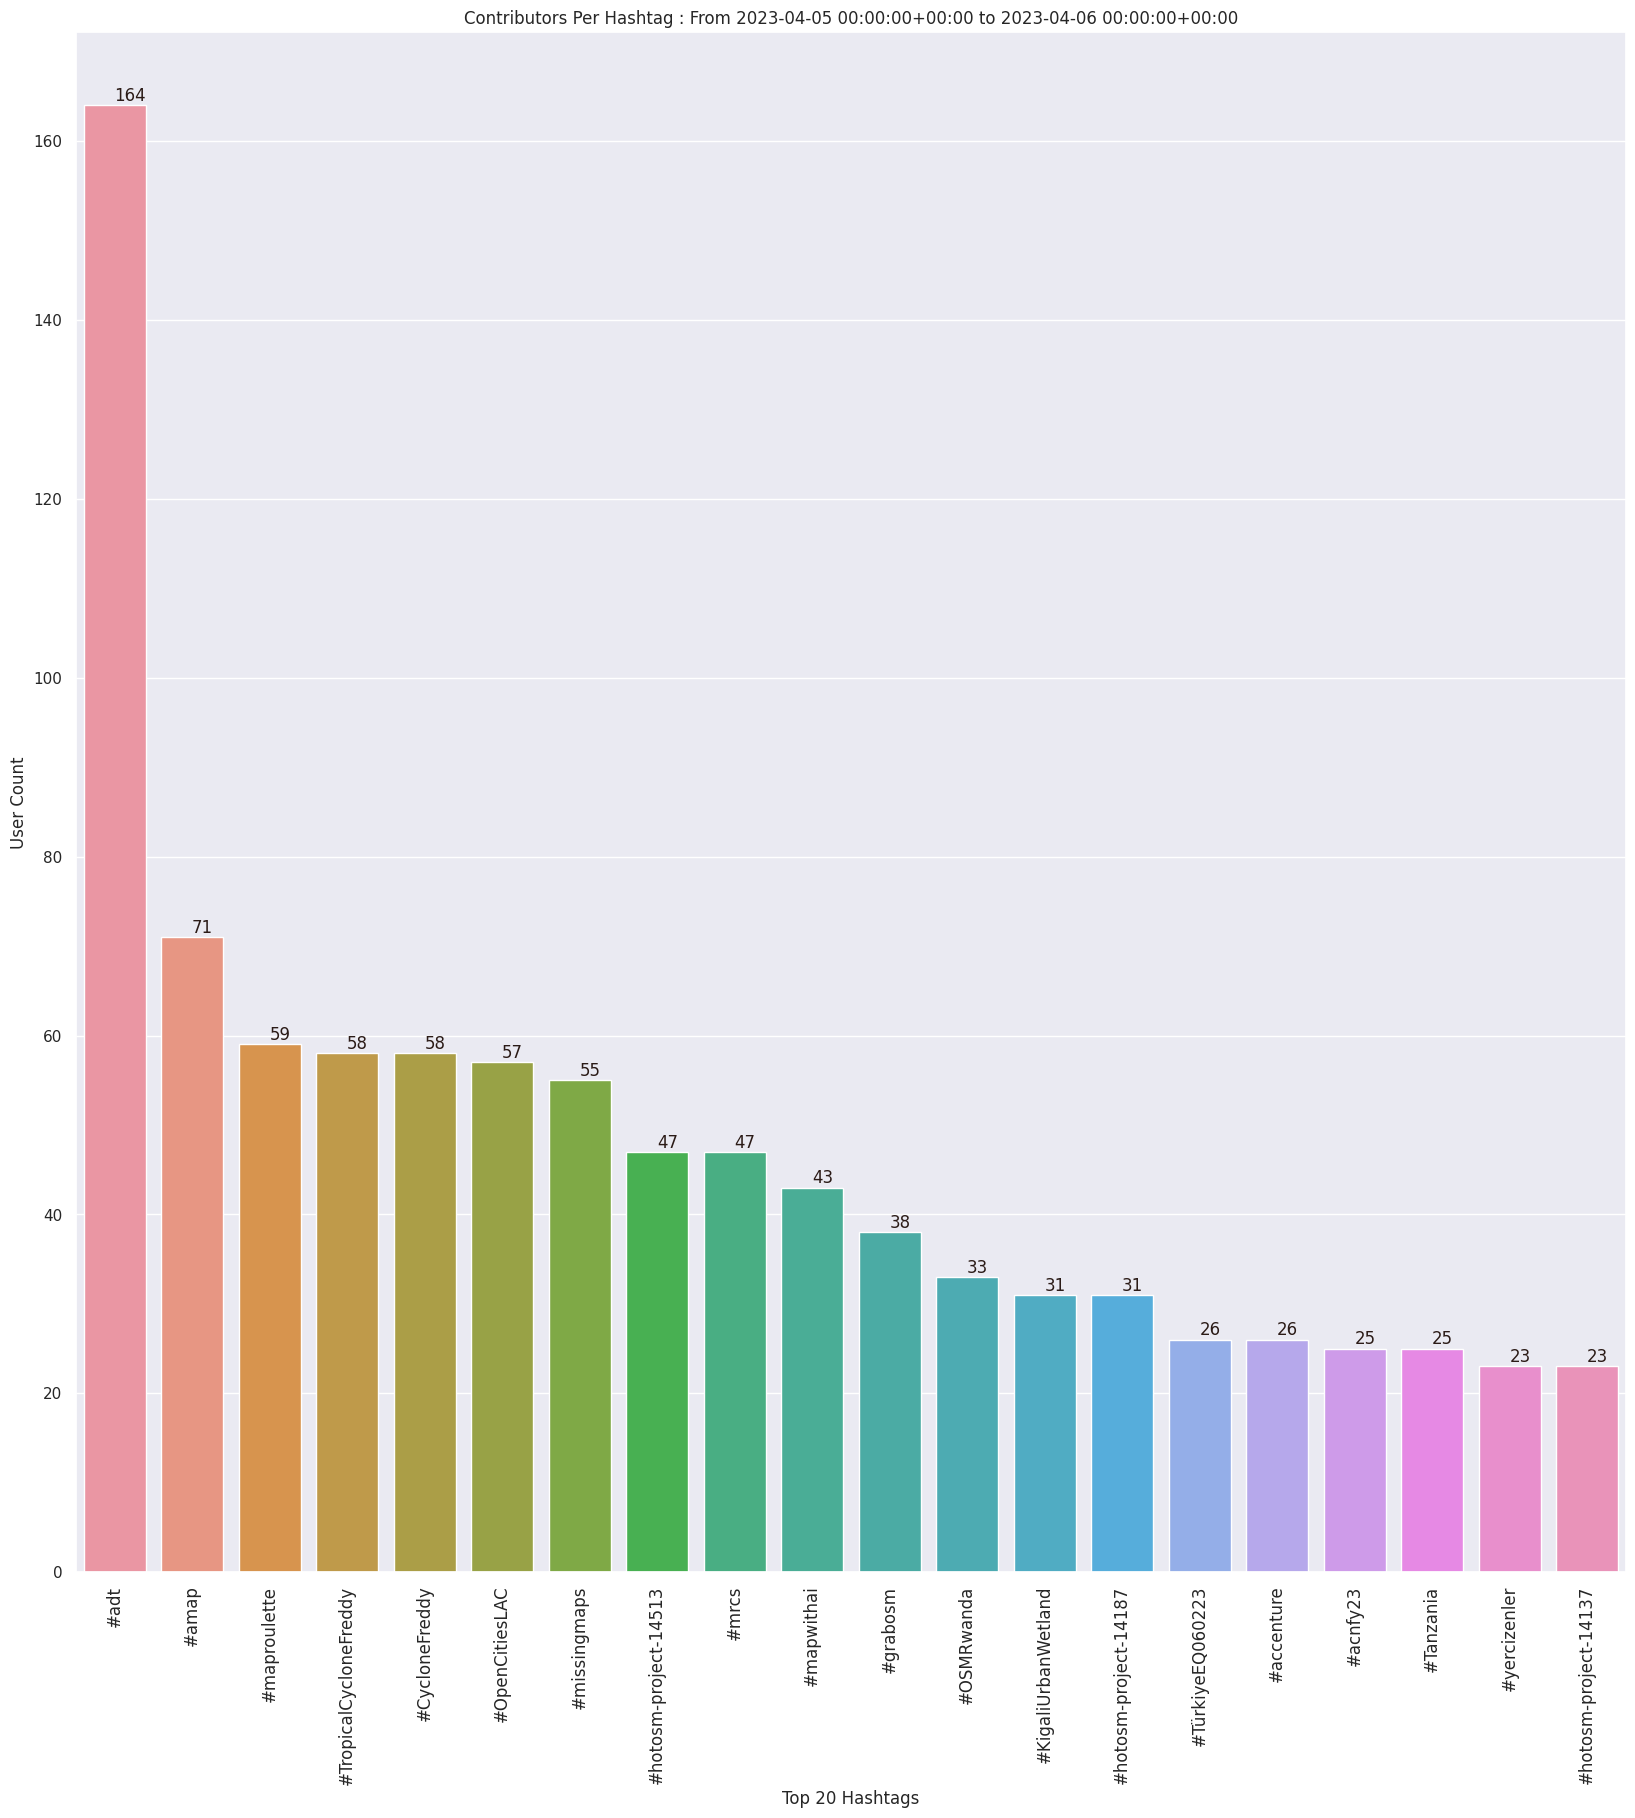 Contributors Per Hashtag : From 2023-04-05 00:00:00+00:00 to 2023-04-06 00:00:00+00:00
User Count
160
140
120
100
80
60
40
20
0
164
71
59
58
58
57
55
47
47
43
38
33
31
31
26
26
25
25
23
23
#adt
#amap
#maproulette
#TropicalCycloneFreddy
#CycloneFreddy
#OpenCitiesLAC
#missingmaps
#hotosm-project-14513
#mrcs
#mapwithai
#grabosm
#OSMRwanda
#KigaliUrbanWetland
#hotosm-project-14187
#TürkiyeEQ060223
#accenture
#acnfy23
#Tanzania
#yercizenler
#hotosm-project-14137
Top 20 Hashtags